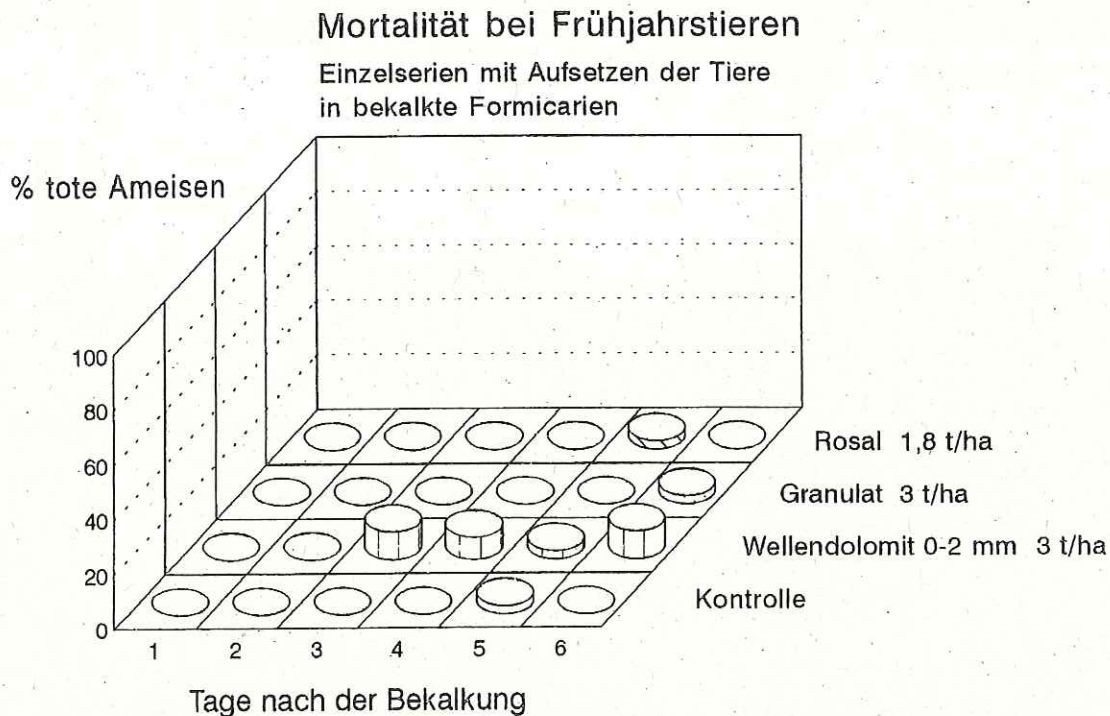 Mortalität bei Frühjahrstieren
Einzelserien mit Aufsetzen der Tiere
in bekalkte Formicarien
% tote Ameisen
100
80
60
40
20
0
Rosal 1,8 t/ha
Granulat 3 t/ha
Wellendolomit 0-2 mm 3 t/ha
Kontrolle
1 2 3 4 5 6
Tage nach der Bekalkung